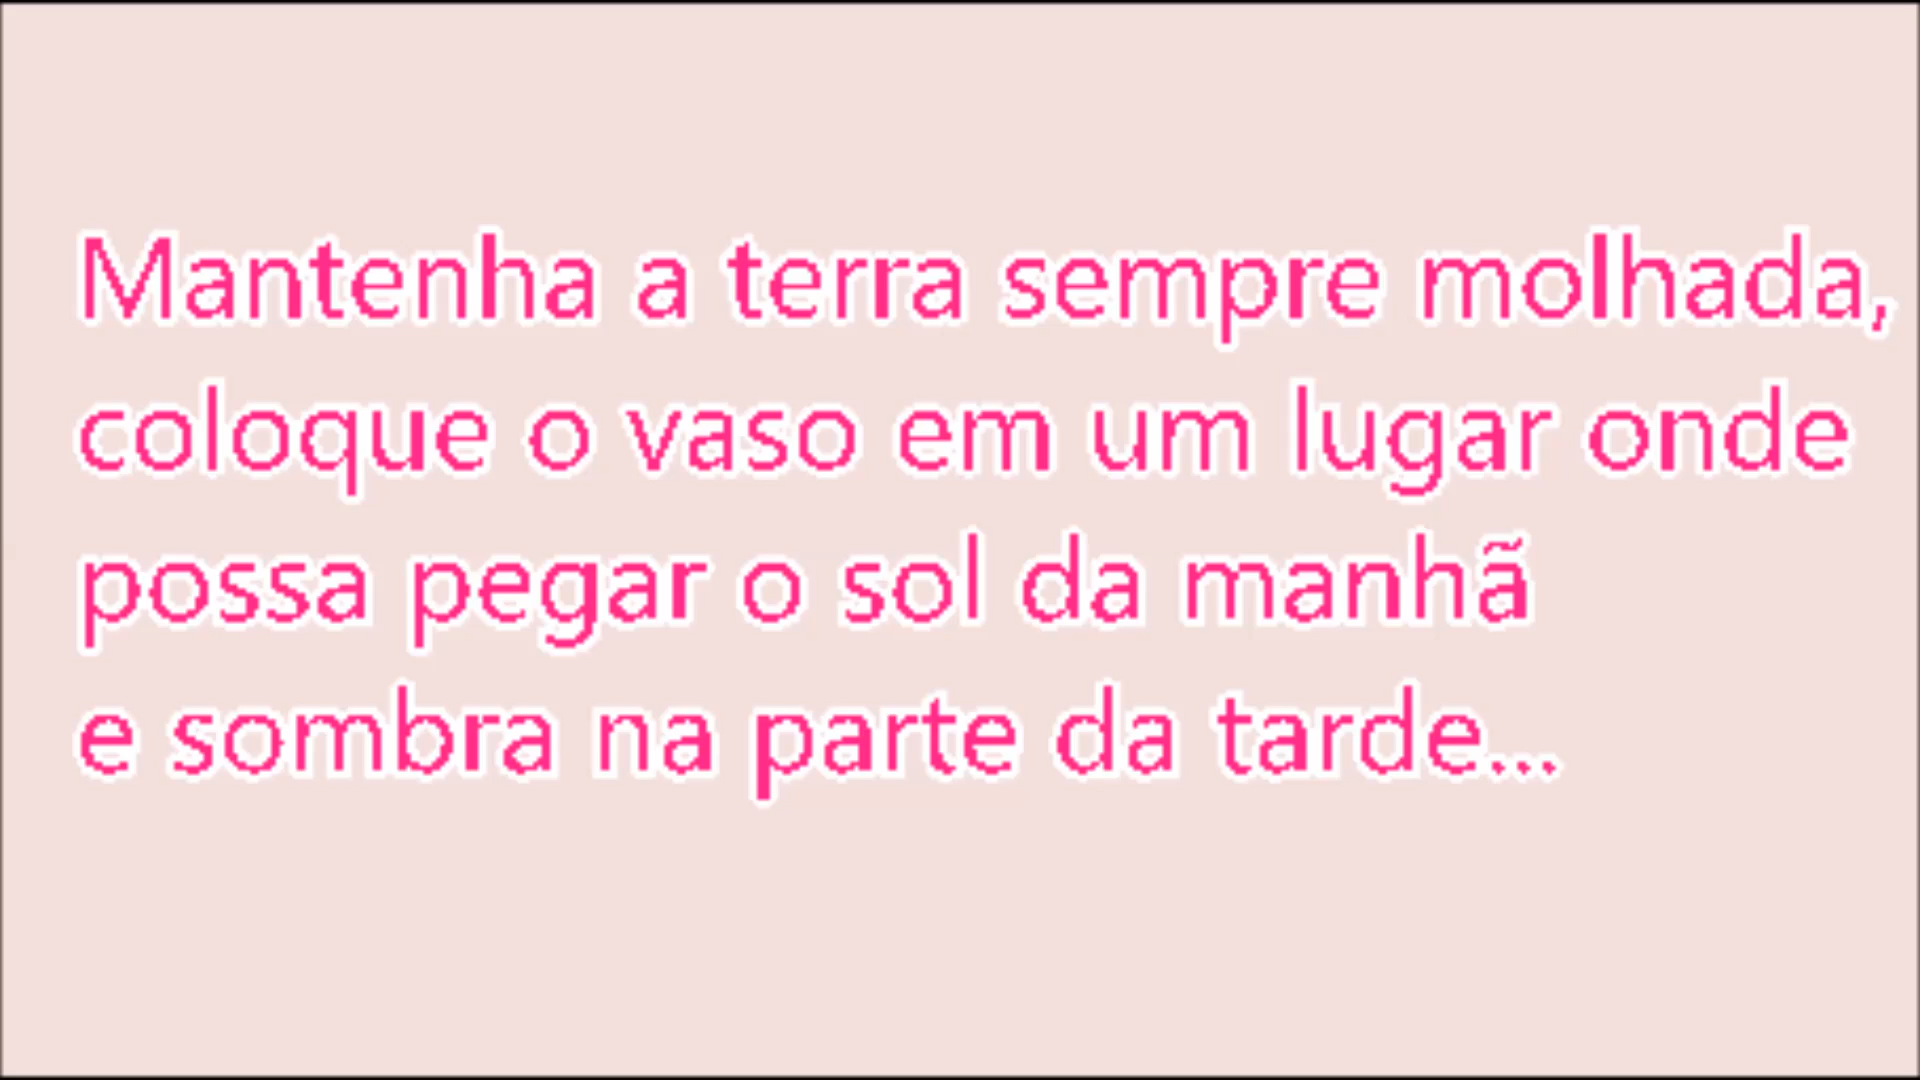 Mantenha a terra sempre molhada,
coloque o vaso em um lugar onde
possa pegar o sol da manhã
e sombra na parte da tarde...